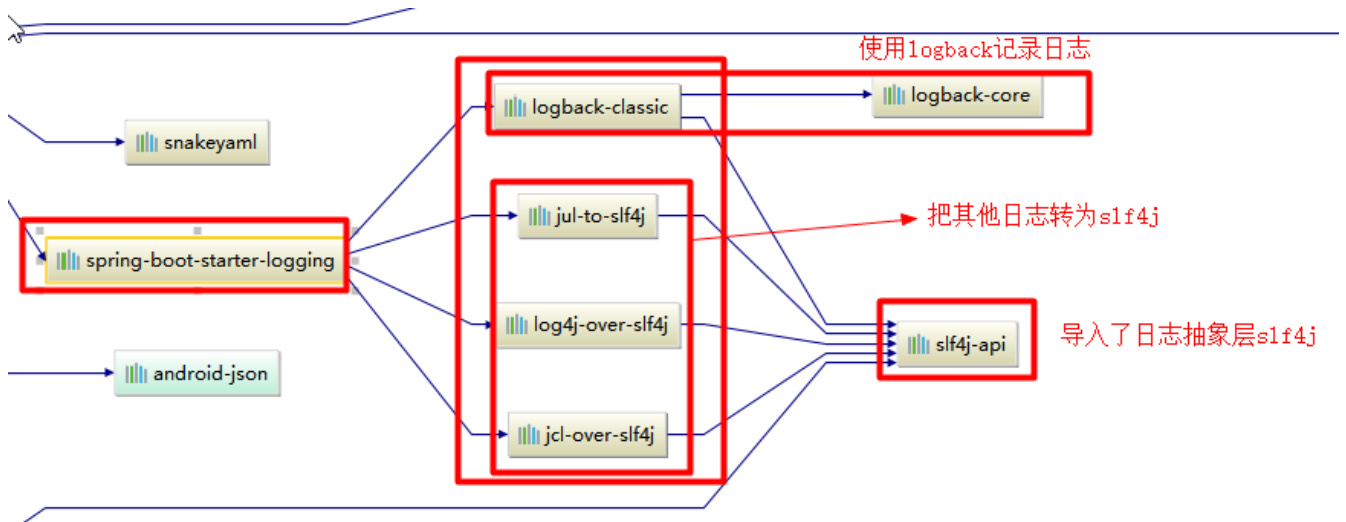 使用logback记录日志
logback-classic
logback-core
snakeyaml
jul-to-slf4j
把其他日志转为slf4j
spring-boot-starter-logging
log4j-over-slf4j
slf4j-api
导入了日志抽象层slf4j
android-json
jcl-over-slf4j